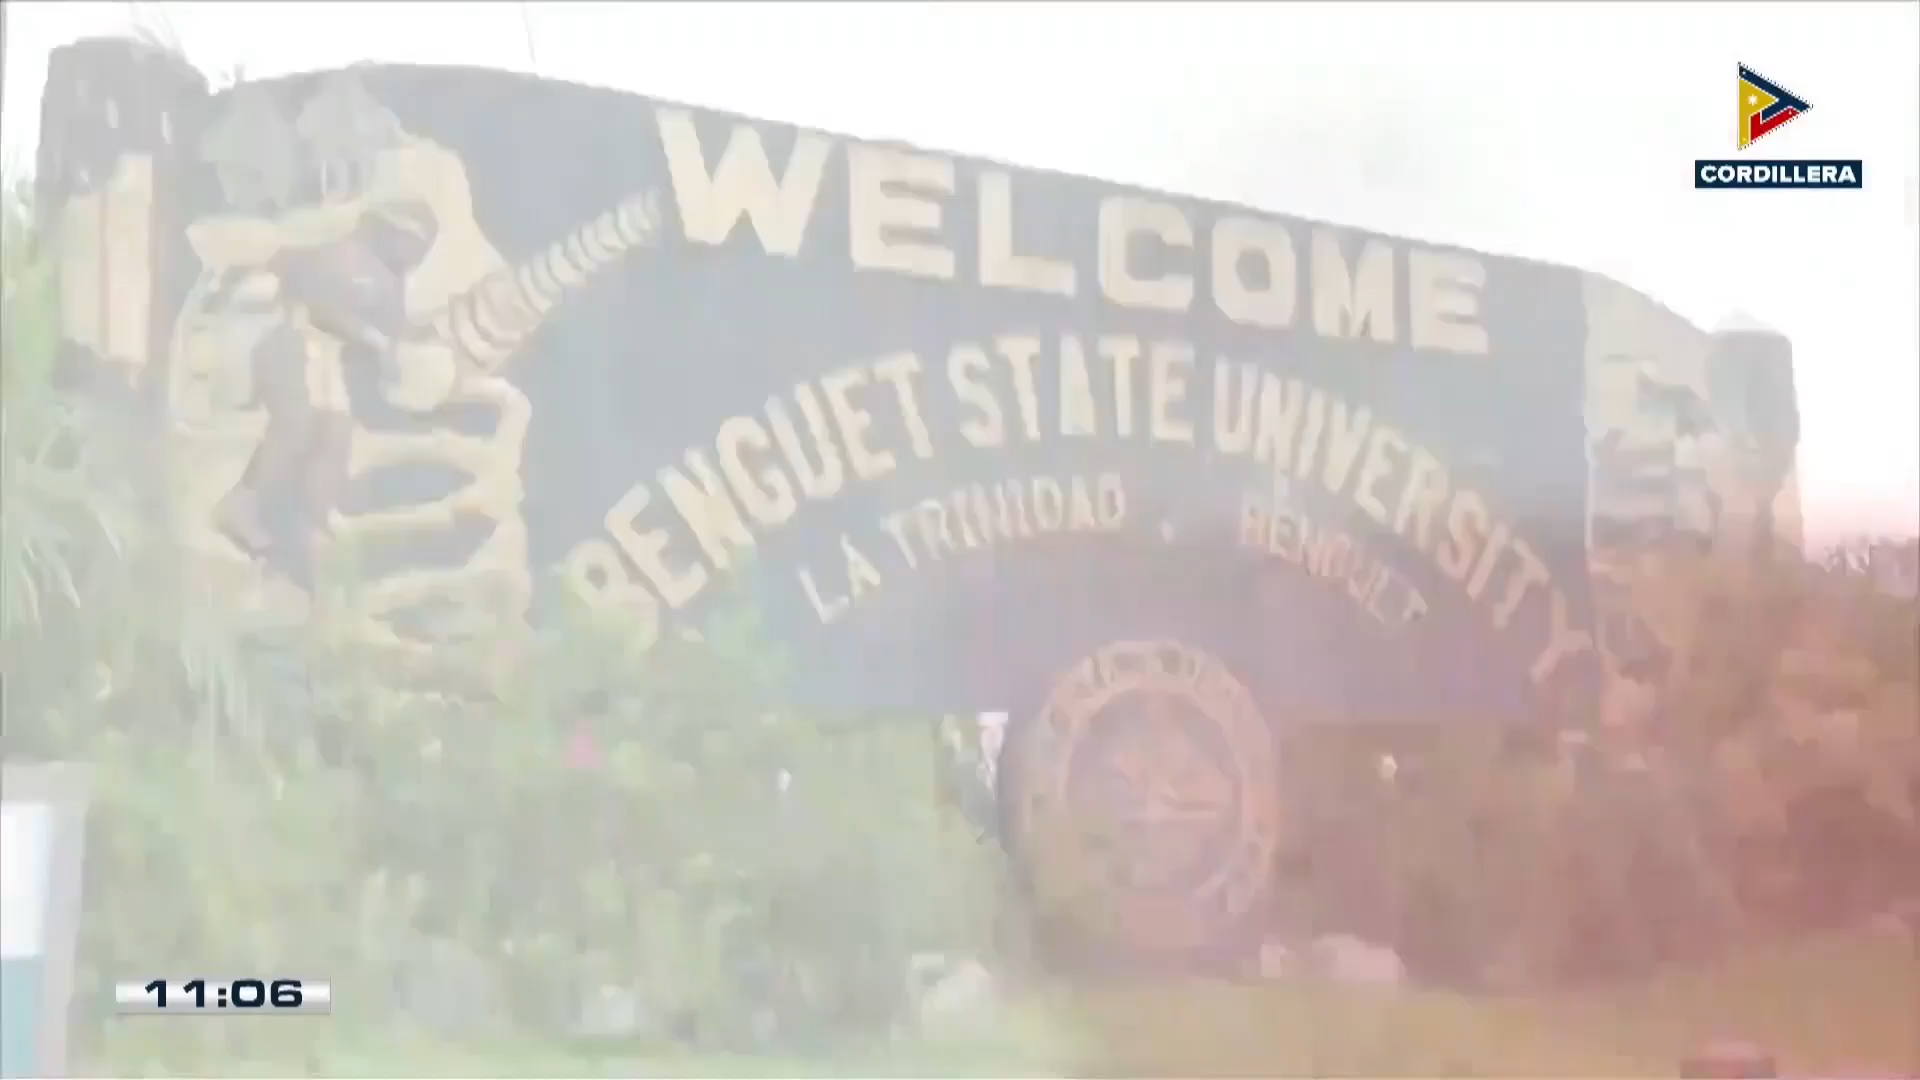 CORDILLERA
WELCOME
BENGUET STATE UNIVERSITY
LA TRINIDAD, BENGUET
11:06